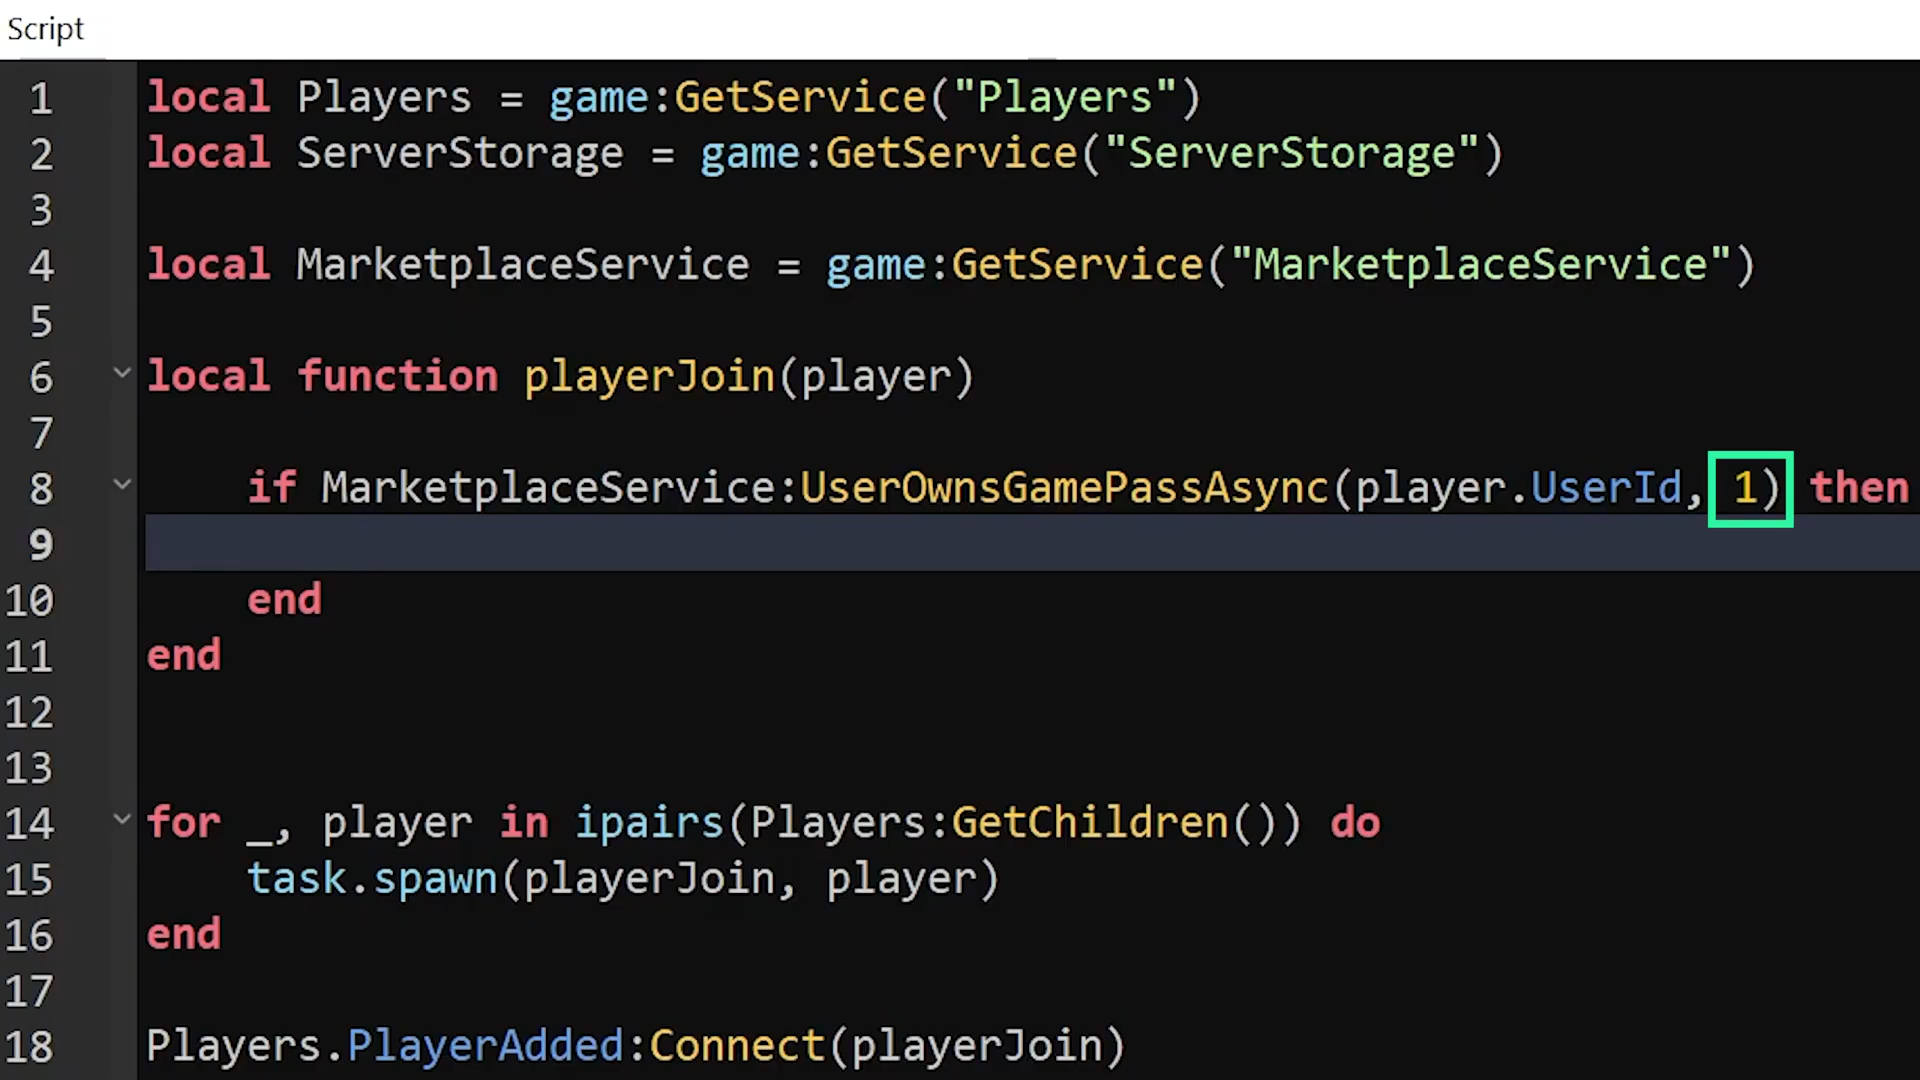 Script
1 local Players = game:GetService("Players")
2 local ServerStorage = game:GetService("ServerStorage")
3
4 local MarketplaceService = game:GetService("MarketplaceService")
5
6 local function playerJoin(player)
7
8 if MarketplaceService:UserOwnsGamePassAsync(player.UserId, 1) then
9
10 end
11 end
12
13
14 for _, player in ipairs(Players:GetChildren()) do
15 task.spawn(playerJoin, player)
16 end
17
18 Players.PlayerAdded:Connect(playerJoin)